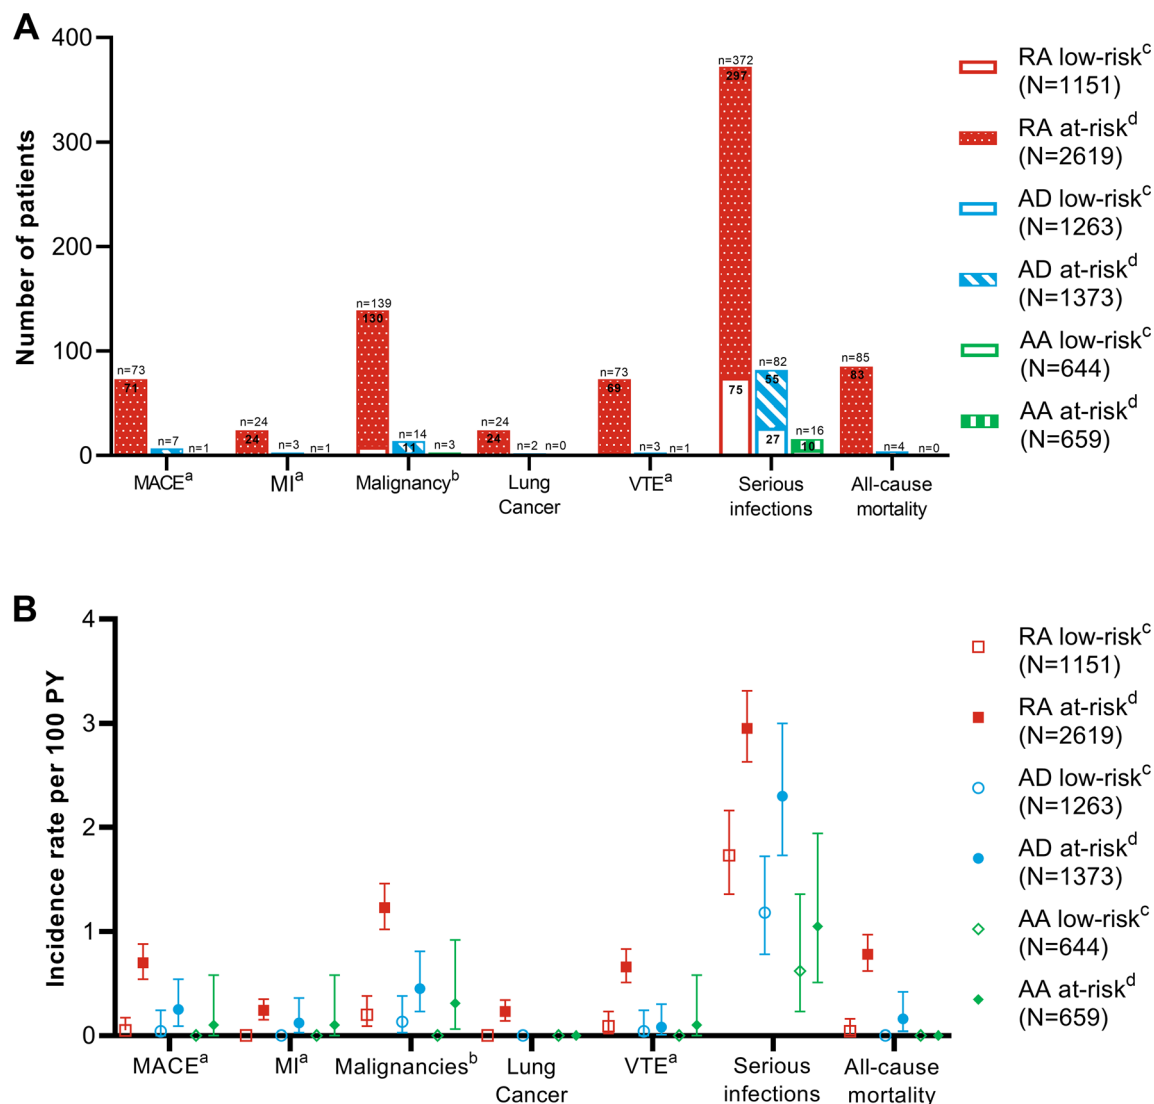 A
400
300
200
100
0
Number of patients
n=73
71
n=7
n=1
n=24
24
n=3
n=1
n=139
130
n=14
11
n=3
n=24
24
n=2
n=0
n=73
69
n=3
n=1
n=372
297
75
n=82
55
27
n=16
10
n=85
83
n=4
n=0
MACEᵃ
MIᵃ
Malignancyᵇ
Lung
Cancer
VTEᵃ
Serious
infections
All-cause
mortality
RA low-riskᶜ
(N=1151)
RA at-riskᵈ
(N=2619)
AD low-riskᶜ
(N=1263)
AD at-riskᵈ
(N=1373)
AA low-riskᶜ
(N=644)
AA at-riskᵈ
(N=659)
B
4
3
2
1
0
Incidence rate per 100 PY
MACEᵃ
MIᵃ
Malignanciesᵇ
Lung
Cancer
VTEᵃ
Serious
infections
All-cause
mortality
RA low-riskᶜ
(N=1151)
RA at-riskᵈ
(N=2619)
AD low-riskᶜ
(N=1263)
AD at-riskᵈ
(N=1373)
AA low-riskᶜ
(N=644)
AA at-riskᵈ
(N=659)